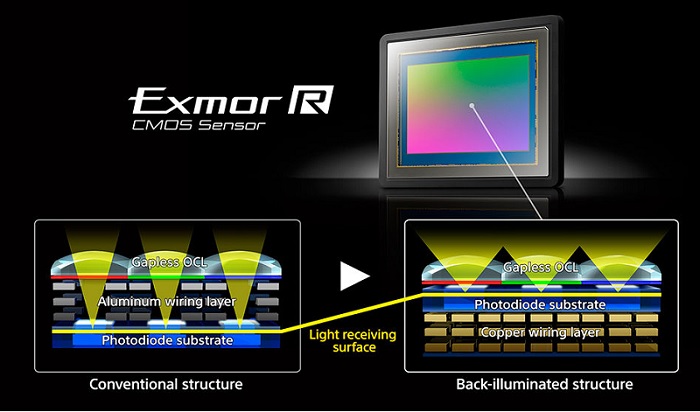 Exmor R
CMOS Sensor
Gapless OCL
Aluminum wiring layer
Photodiode substrate
Conventional structure
Light receiving
surface
Gapless OCL
Photodiode substrate
Copper wiring layer
Back-illuminated structure